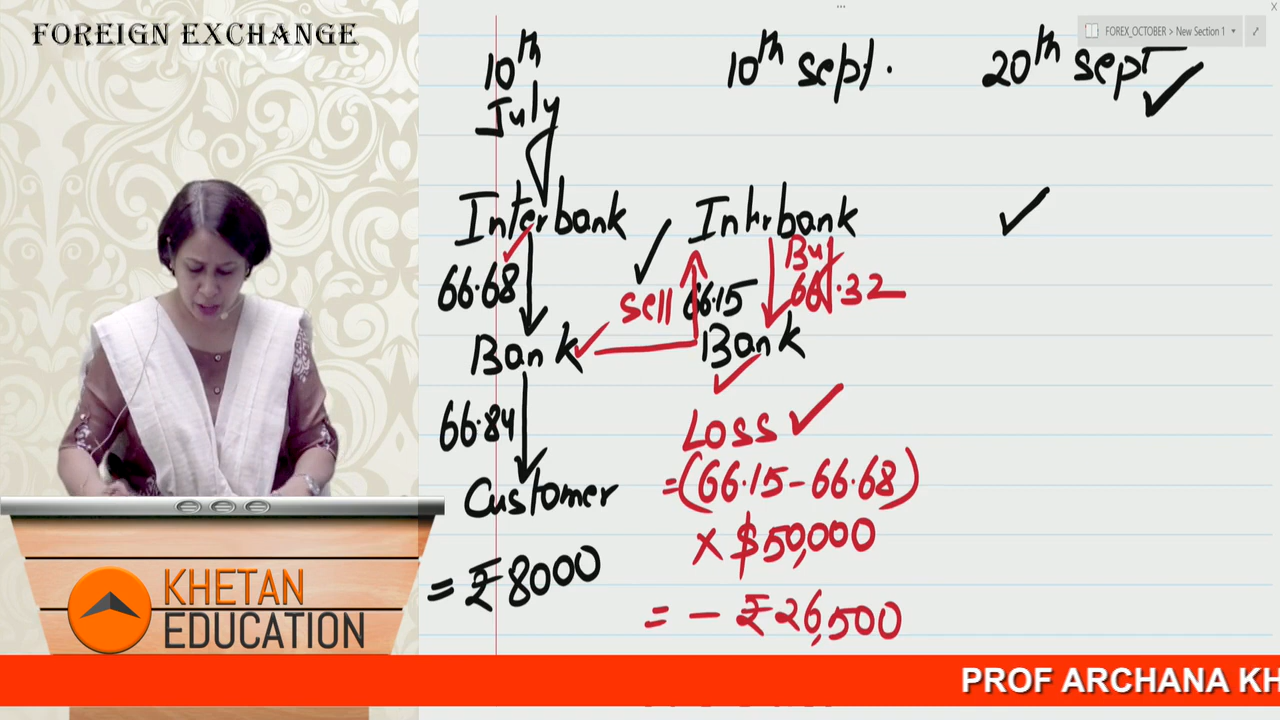 FOREIGN EXCHANGE
FOREX_OCTOBER > New Section 1
10th July
10th sept.
20th sept
Interbank
Intrbank
66.68
sell
66.15
Buy
66.32
Bank
Bank
66.84
Customer
= ₹8000
Loss
=(66.15-66.68)
× $50,000
= - ₹26,500
KHETAN
EDUCATION
PROF ARCHANA KH